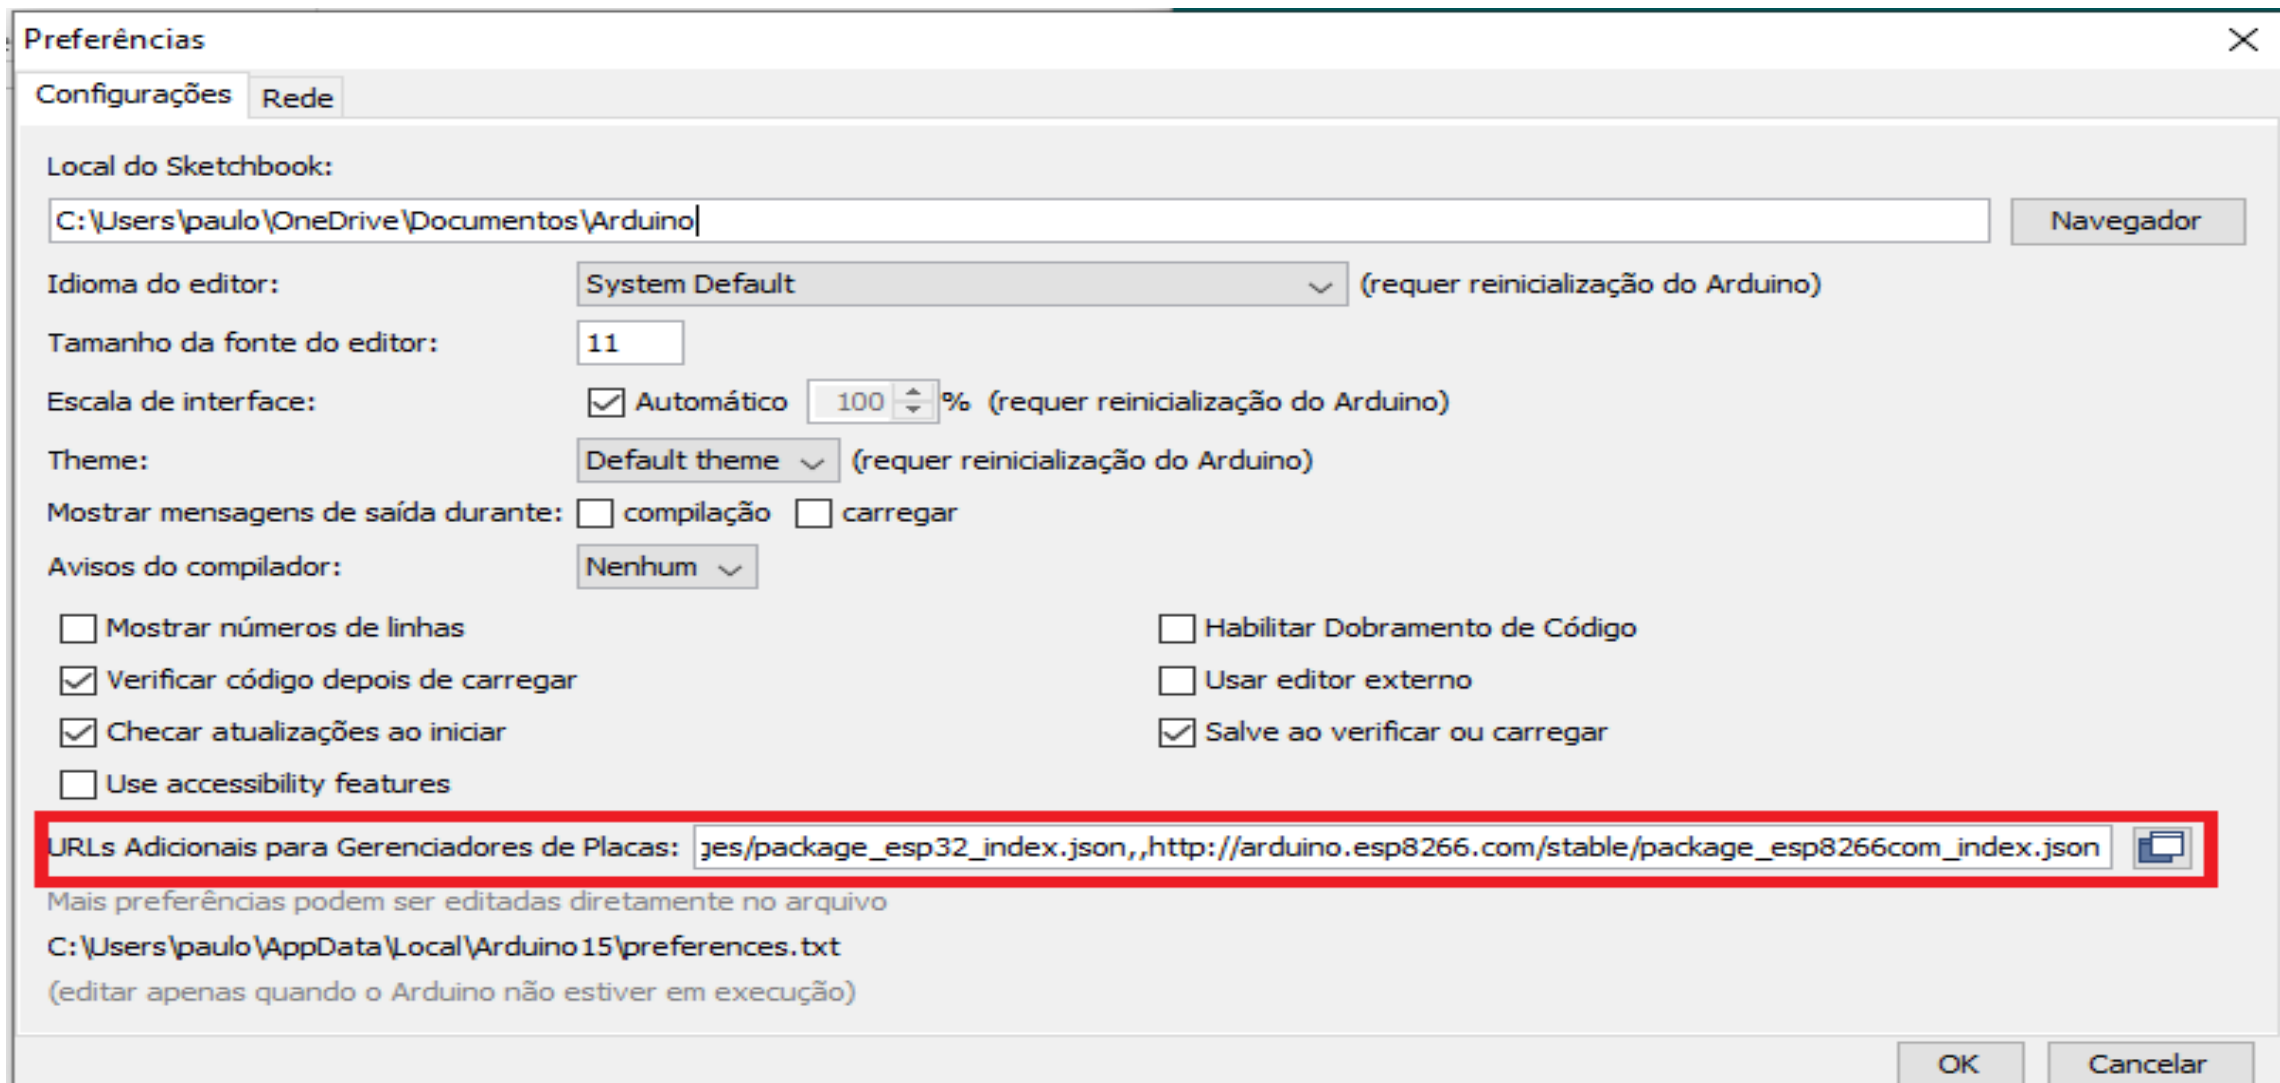 Preferências
Configurações Rede
Local do Sketchbook:
C:\Users\paulo\OneDrive\Documentos\Arduino Navegador
Idioma do editor: System Default (requer reinicialização do Arduino)
Tamanho da fonte do editor: 11
Escala de interface: Automático 100 % (requer reinicialização do Arduino)
Theme: Default theme (requer reinicialização do Arduino)
Mostrar mensagens de saída durante: compilação carregar
Avisos do compilador: Nenhum
Mostrar números de linhas Habilitar Dobramento de Código
Verificar código depois de carregar Usar editor externo
Checar atualizações ao iniciar Salve ao verificar ou carregar
Use accessibility features
URLs Adicionais para Gerenciadores de Placas: ges/package_esp32_index.json,,http://arduino.esp8266.com/stable/package_esp8266com_index.json
Mais preferências podem ser editadas diretamente no arquivo
C:\Users\paulo\AppData\Local\Arduino15\preferences.txt
(editar apenas quando o Arduino não estiver em execução)
OK Cancelar